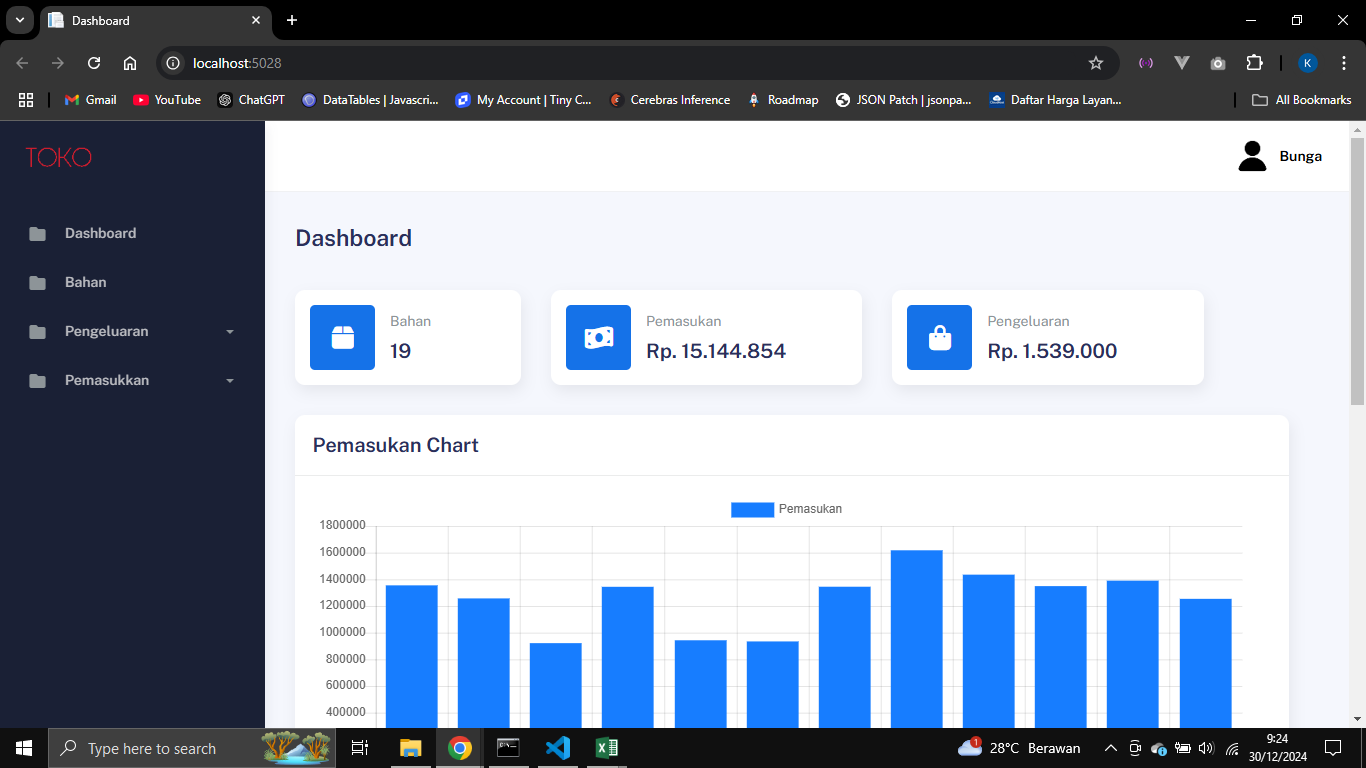 Dashboard
localhost:5028
K
Gmail
YouTube
ChatGPT
DataTables | Javascri...
My Account | Tiny C...
Cerebras Inference
Roadmap
JSON Patch | jsonpa...
Daftar Harga Layan...
All Bookmarks
TOKO
Bunga
Dashboard
Bahan
Pengeluaran
Pemasukkan
Dashboard
Bahan
19
Pemasukan
Rp. 15.144.854
Pengeluaran
Rp. 1.539.000
Pemasukan Chart
Pemasukan
1800000
1600000
1400000
1200000
1000000
800000
600000
400000
Type here to search
1
28°C Berawan
9:24
30/12/2024